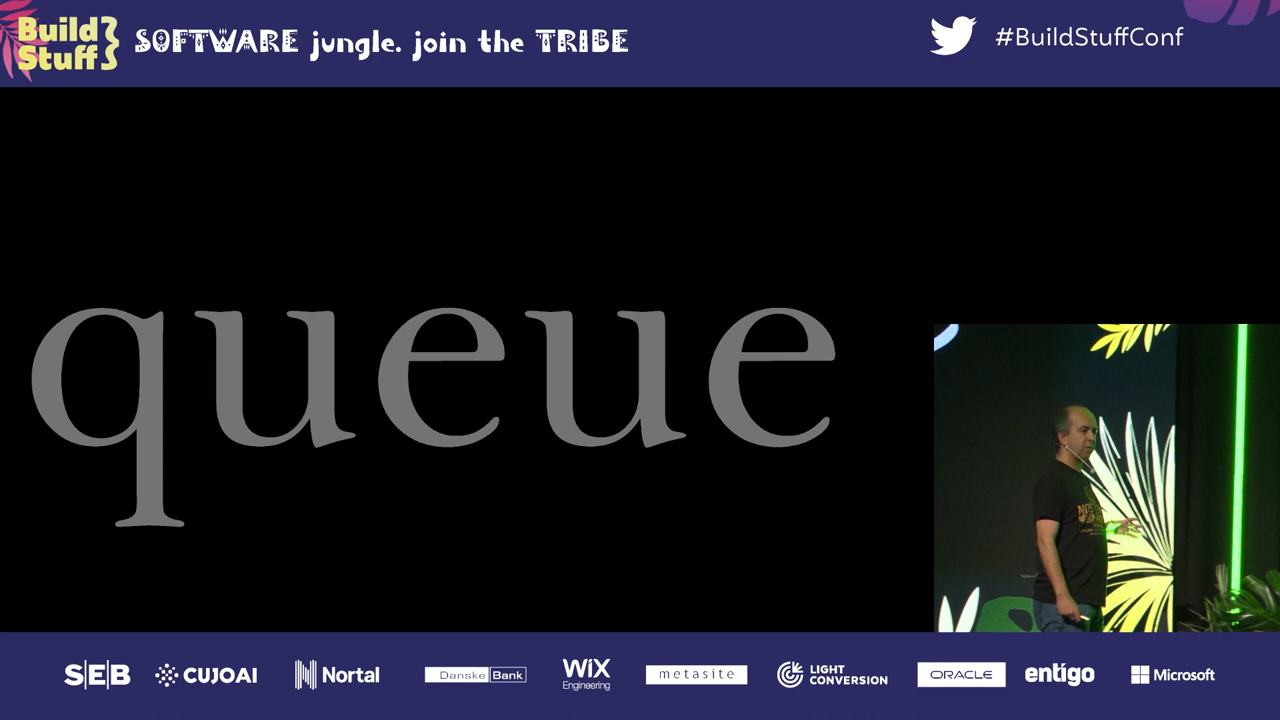 Build
Stuff
SOFTWARE jungle. join the TRIBE
#BuildStuffConf
queue
SEB
CUJOAI
Nortal
Danske Bank
WiX
Engineering
metasite
LIGHT
CONVERSION
ORACLE
entigo
Microsoft